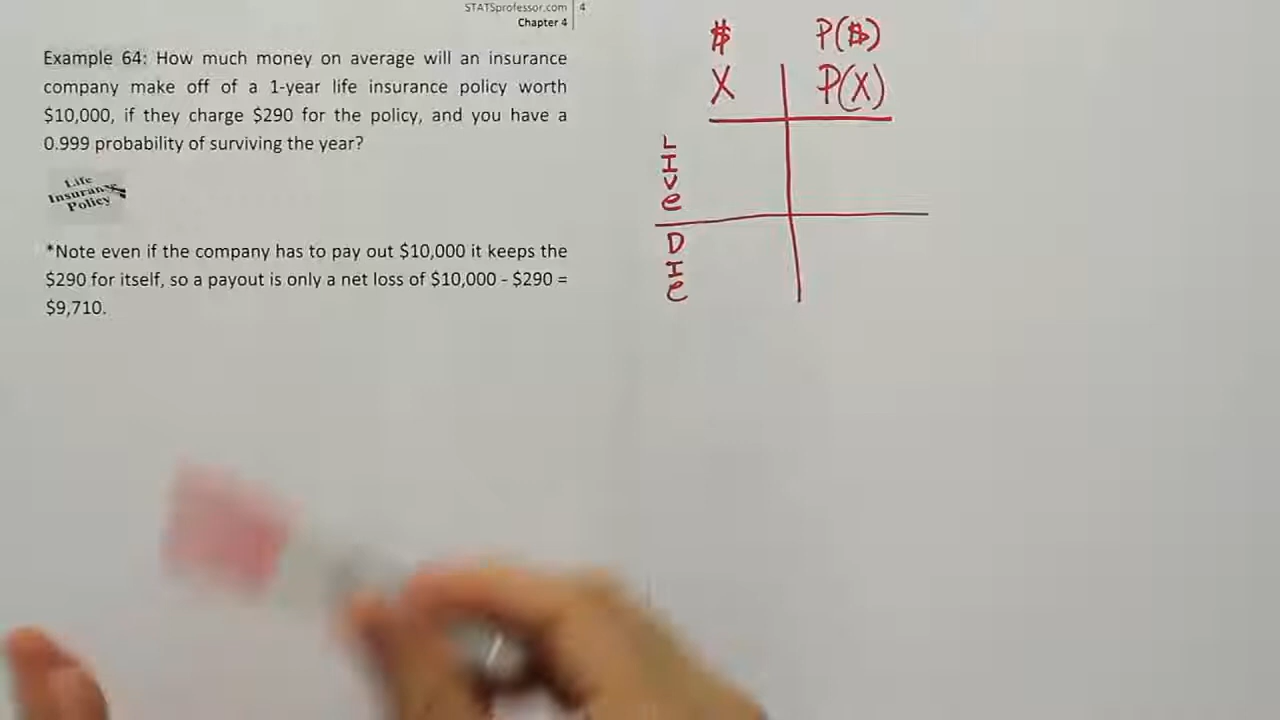 STATSprofessor.com 4
Chapter 4
Example 64: How much money on average will an insurance
company make off of a 1-year life insurance policy worth
$10,000, if they charge $290 for the policy, and you have a
0.999 probability of surviving the year?
Life
Insurance
Policy
*Note even if the company has to pay out $10,000 it keeps the
$290 for itself, so a payout is only a net loss of $10,000 - $290 =
$9,710.
$ P($)
X P(X)
LIVe
DIe